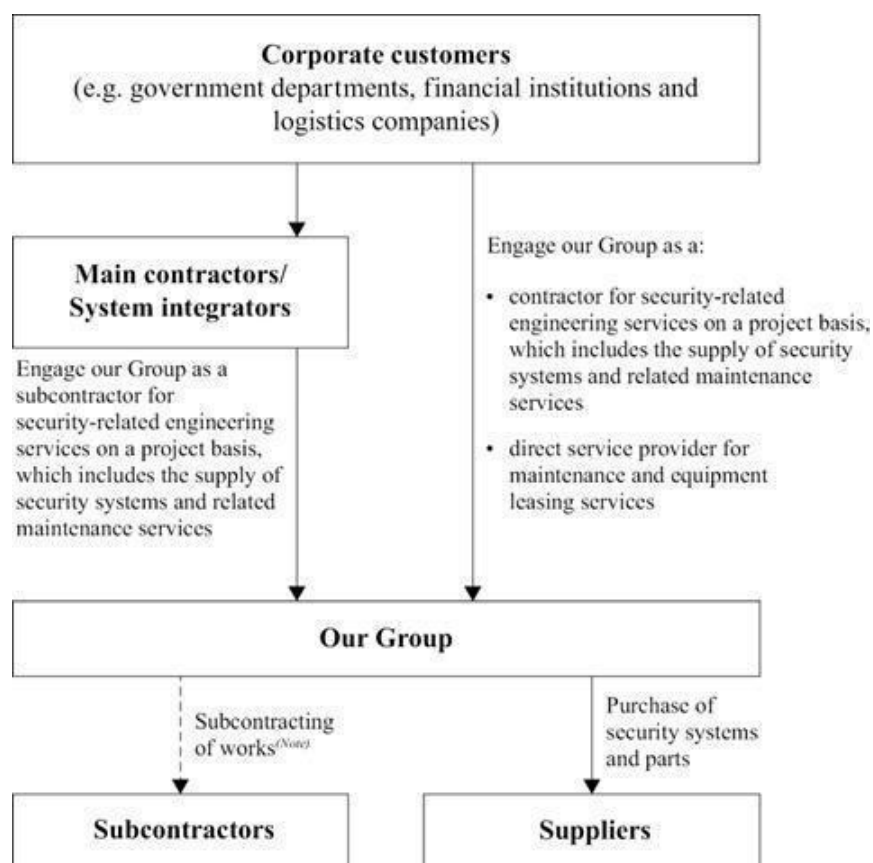 Corporate customers
(e.g. government departments, financial institutions and
logistics companies)
Main contractors/
System integrators
Engage our Group as a
subcontractor for
security-related engineering
services on a project basis,
which includes the supply of
security systems and related
maintenance services
Engage our Group as a:
• contractor for security-related
engineering services on a project basis,
which includes the supply of security
systems and related maintenance
services
• direct service provider for
maintenance and equipment
leasing services
Our Group
Subcontracting
of works(Note)
Purchase of
security systems
and parts
Subcontractors
Suppliers